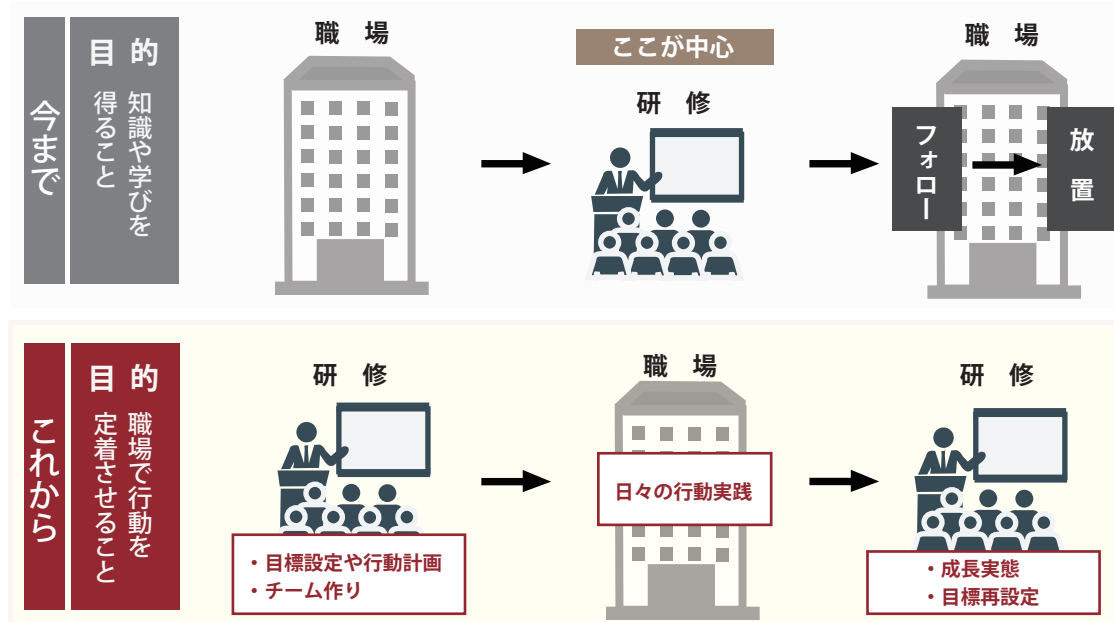 今まで
目 的
知識や学びを
得ること
職 場
ここが中心
研 修
職 場
フォロー
放 置
これから
目 的
職場で行動を
定着させること
研 修
・目標設定や行動計画
・チーム作り
職 場
日々の行動実践
研 修
・成長実態
・目標再設定